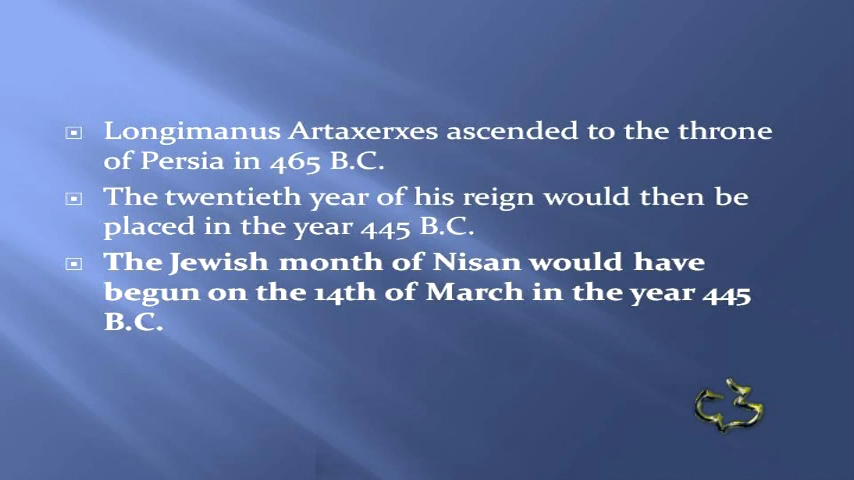 Longimanus Artaxerxes ascended to the throne
of Persia in 465 B.C.
The twentieth year of his reign would then be
placed in the year 445 B.C.
The Jewish month of Nisan would have
begun on the 14th of March in the year 445
B.C.